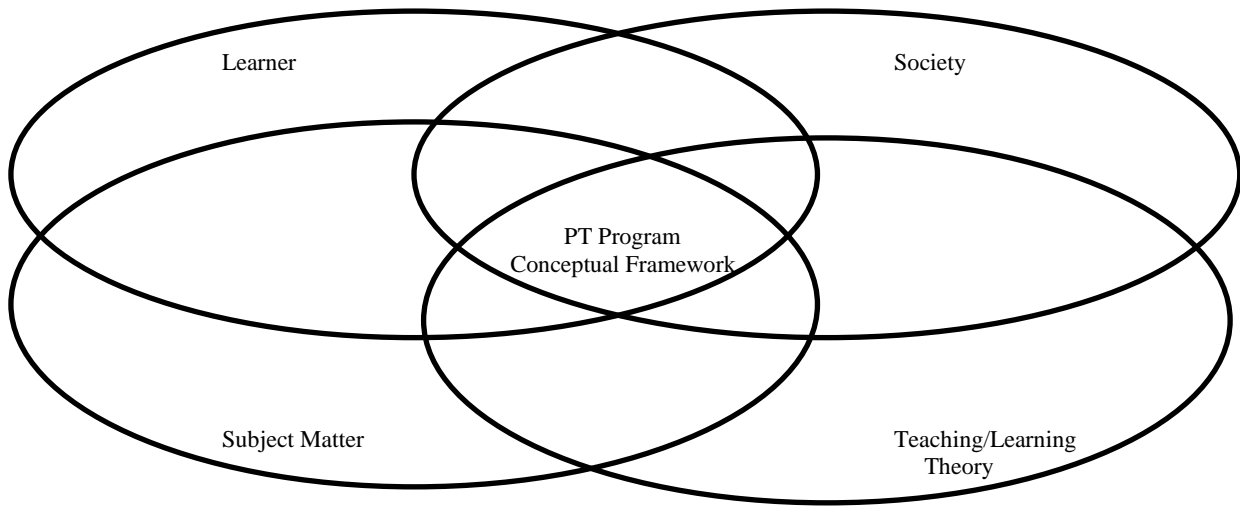 Learner
Society
PT Program
Conceptual Framework
Subject Matter
Teaching/Learning
Theory